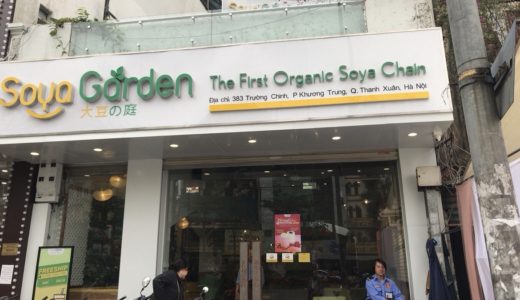 Soya Garden
大豆の庭
The First Organic Soya Chain
Địa chỉ: 383 Trường Chinh, P Khương Trung, Q. Thanh Xuân, Hà Nội
FREESHIP